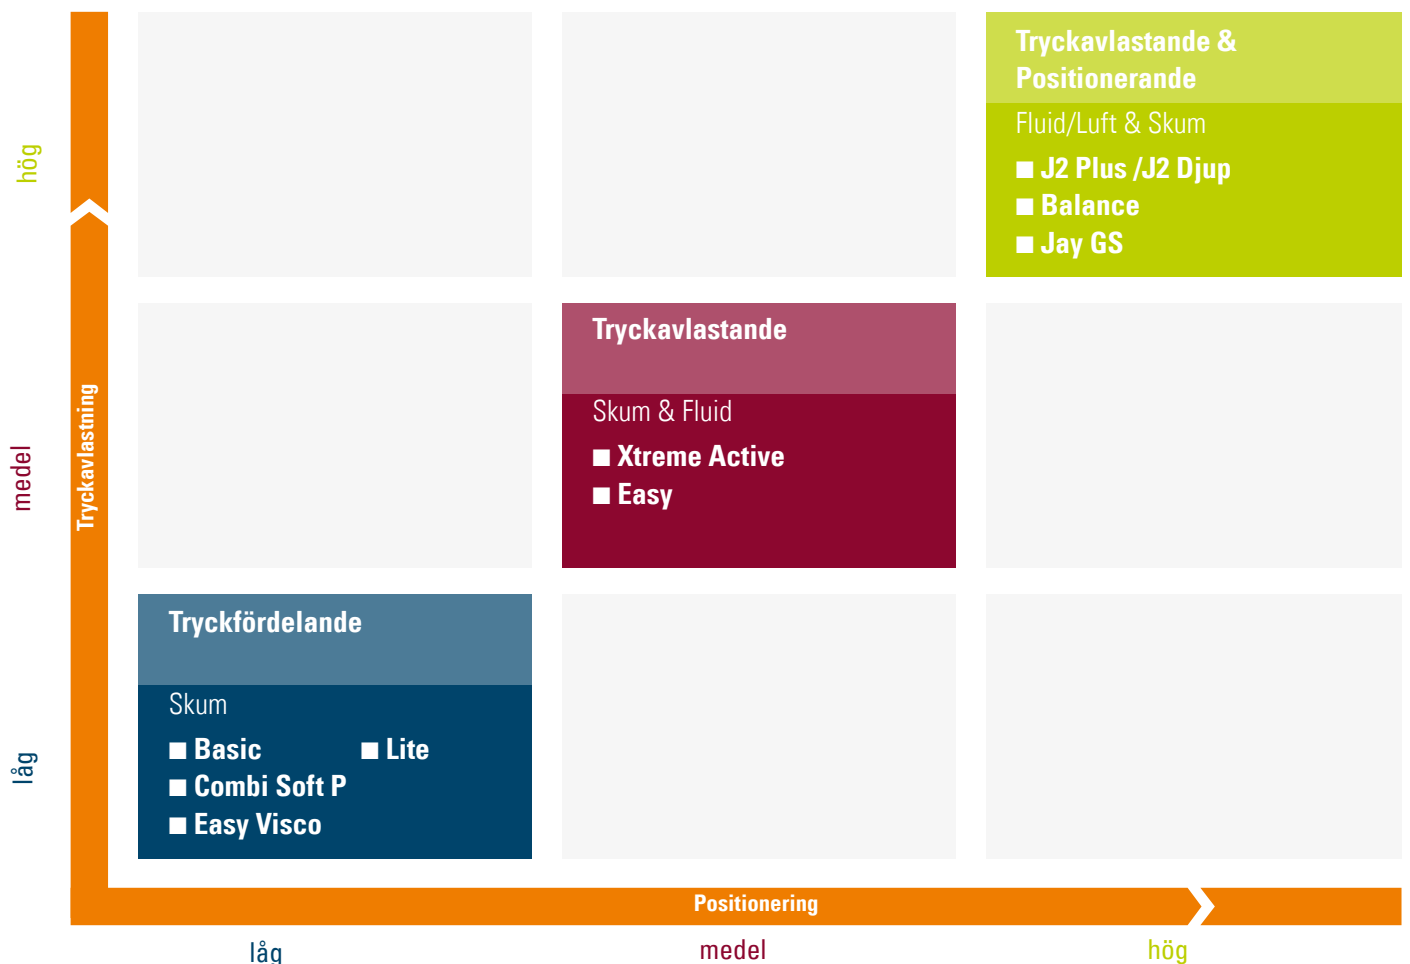 Tryckavlastande &
Positionerande
Fluid/Luft & Skum
■ J2 Plus /J2 Djup
■ Balance
■ Jay GS
hög
Tryckavlastande
Skum & Fluid
■ Xtreme Active
■ Easy
medel
Tryckavlastning
Tryckfördelande
Skum
■ Basic ■ Lite
■ Combi Soft P
■ Easy Visco
låg
Positionering
låg medel hög